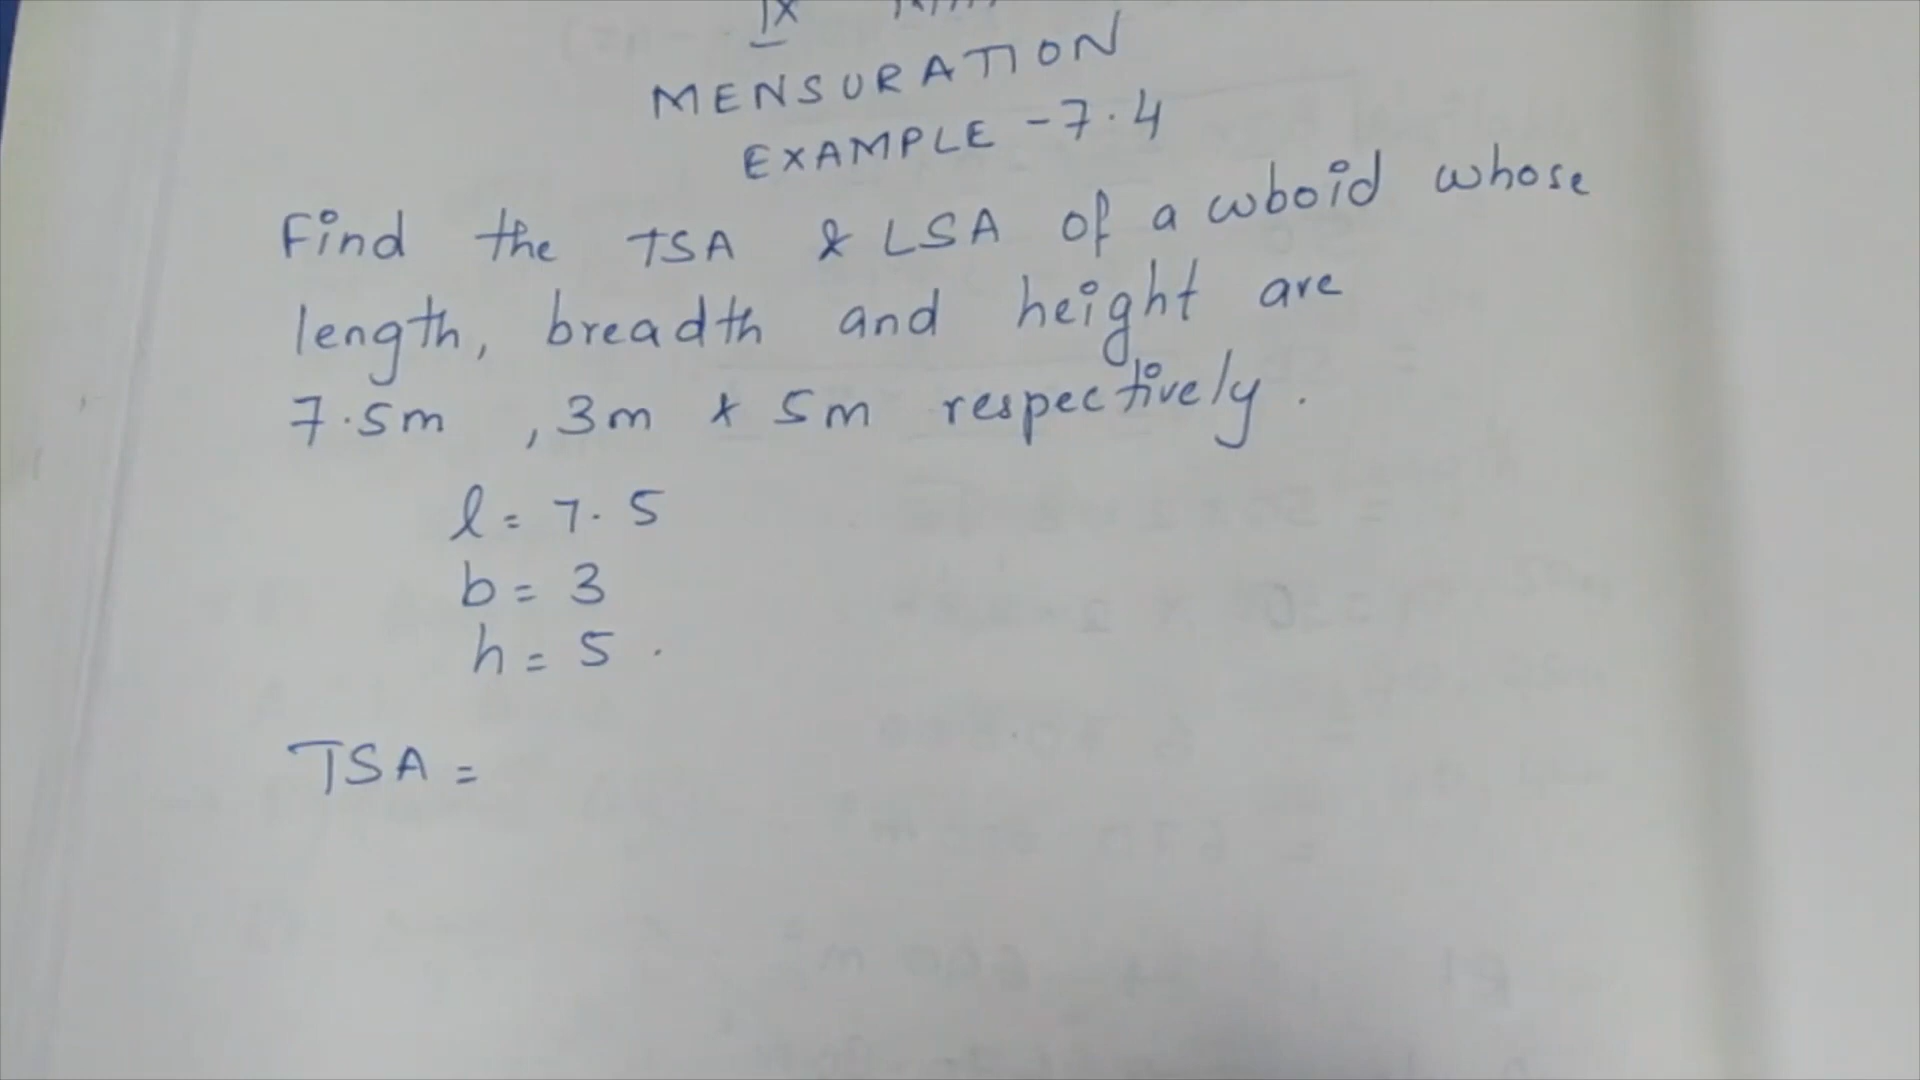 IX
MENSURATION
EXAMPLE - 7.4
Find the TSA & LSA of a cuboid whose
length, breadth and height are
7.5m , 3m & 5m respectively.
l = 7.5
b = 3
h = 5 .
TSA =